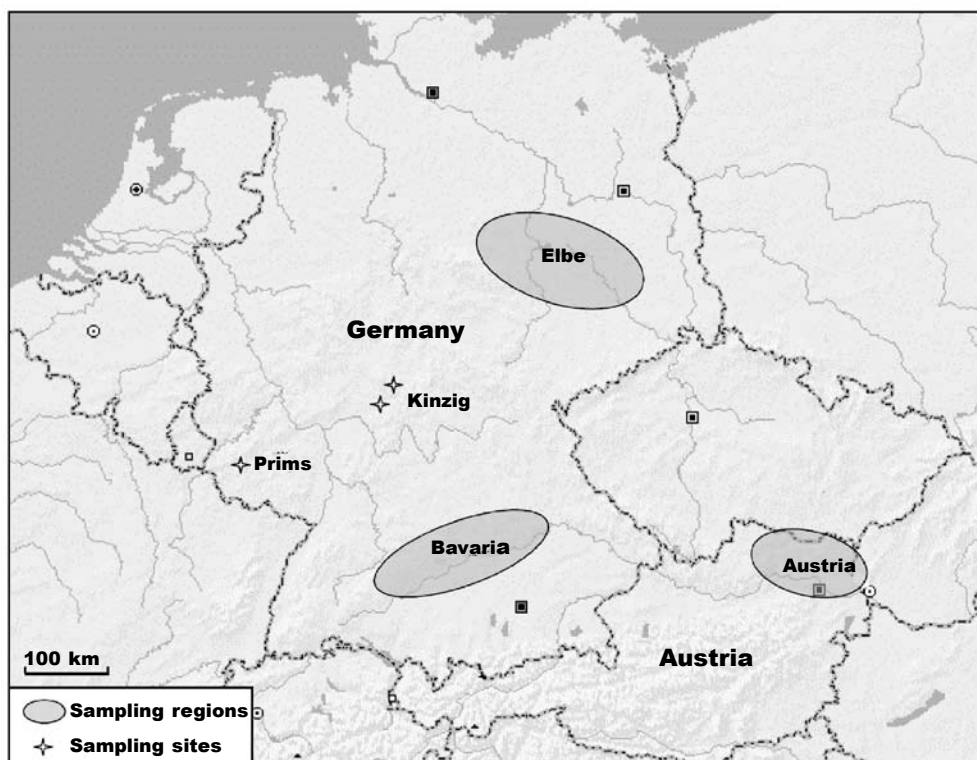 Elbe
Germany
Kinzig
Prims
Bavaria
Austria
Austria
100 km
Sampling regions
Sampling sites